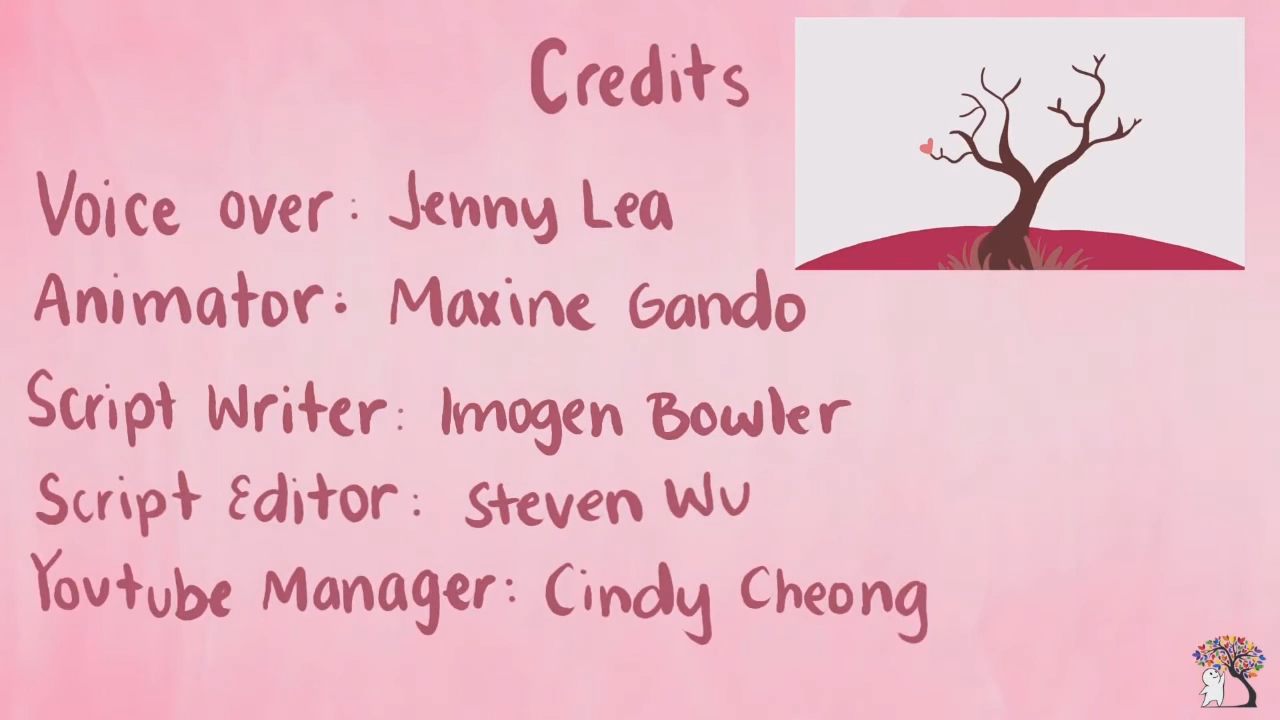 Credits
Voice over: Jenny Lea
Animator: Maxine Gando
Script Writer: Imogen Bowler
Script Editor: Steven Wu
Youtube Manager: Cindy Cheong